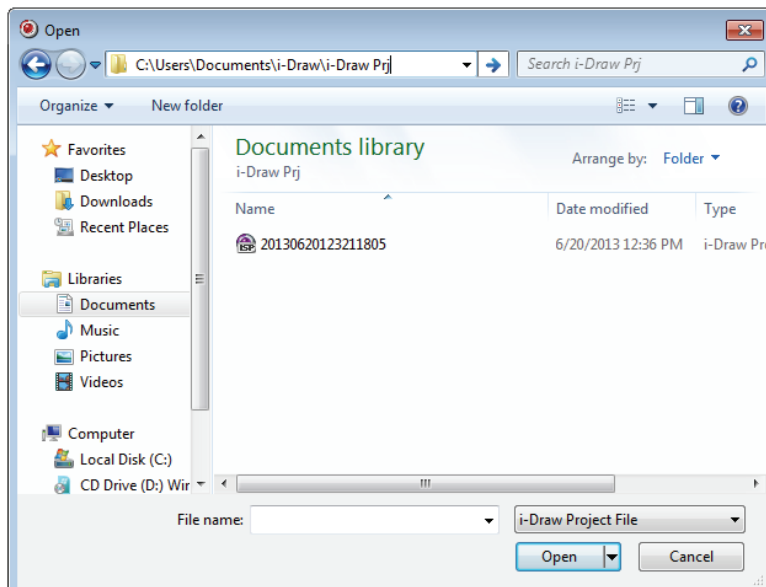 Open
C:\Users\Documents\i-Draw\i-Draw Prj
Search i-Draw Prj
Organize
New folder
Favorites
Desktop
Downloads
Recent Places
Libraries
Documents
Music
Pictures
Videos
Computer
Local Disk (C:)
CD Drive (D:) Wir
Documents library
i-Draw Prj
Arrange by: Folder
Name Date modified Type
ISP
20130620123211805 6/20/2013 12:36 PM i-Draw Pro
File name:
i-Draw Project File
Open Cancel